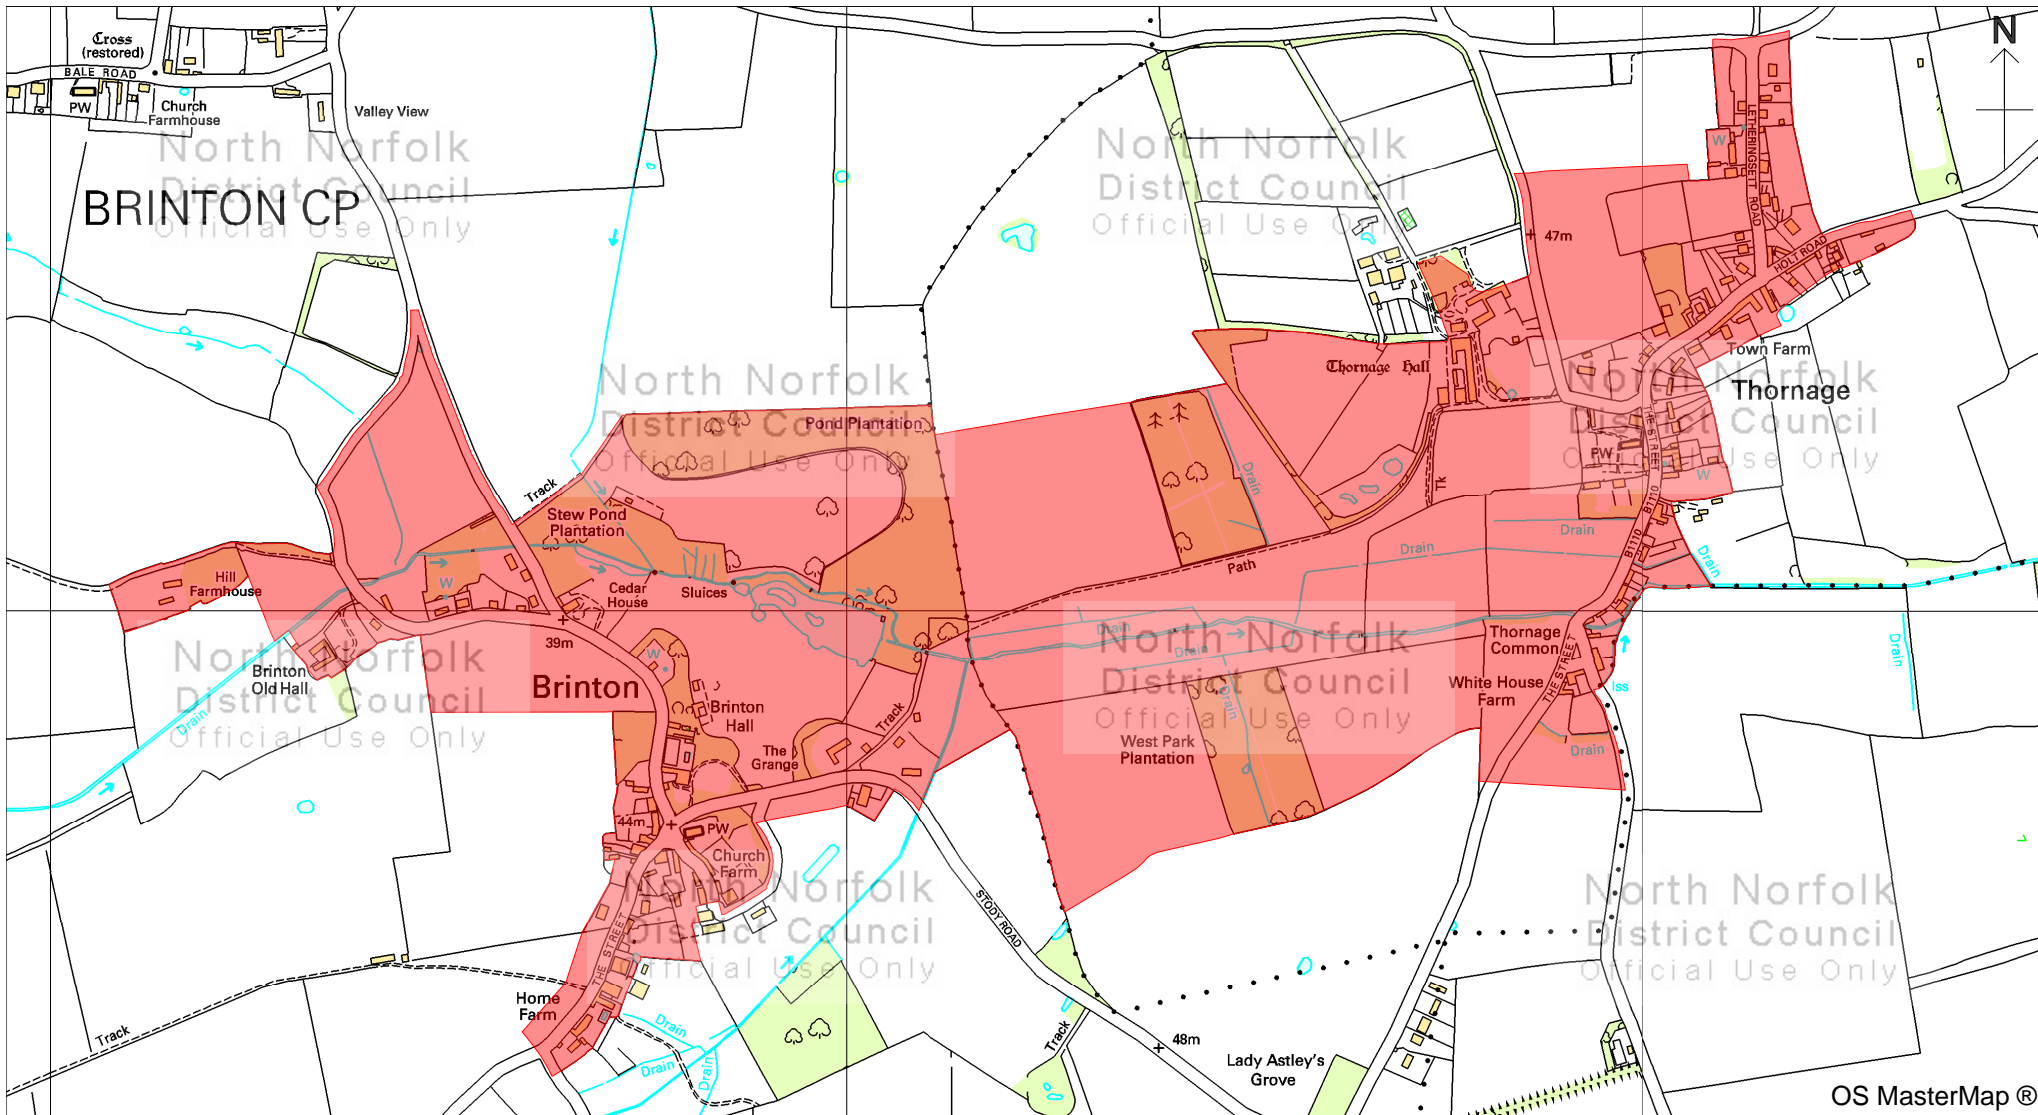 Cross
(restored)
BALE ROAD
PW
Church
Farmhouse
Valley View
BRINTON CP
North Norfolk
District Council
Official Use Only
North Norfolk
District Council
Official Use Only
N
LETHERINGSETT ROAD
W
47m
HOLT ROAD
Town Farm
Thornage
Thornage Hall
North Norfolk
District Council
Official Use Only
Pond Plantation
North Norfolk
District Council
Official Use Only
THE STREET
PW
W
Drain
Tk
Track
Stew Pond
Plantation
B1110
B1110
Drain
Drain
Drain
Path
Hill
Farmhouse
W
Cedar
House
Sluices
39m
Brinton
Old Hall
Drain
North Norfolk
District Council
Official Use Only
Brinton
W
Brinton
Hall
The
Grange
Track
Drain
Drain
Drain
North Norfolk
District Council
Official Use Only
West Park
Plantation
Thornage
Common
White House
Farm
THE STREET
Iss
Drain
Drain
44m
PW
Church
Farm
North Norfolk
District Council
Official Use Only
THE STREET
STODY ROAD
North Norfolk
District Council
Official Use Only
Home
Farm
Track
Drain
Drain
Drain
Track
48m
Lady Astley's
Grove
OS MasterMap ®